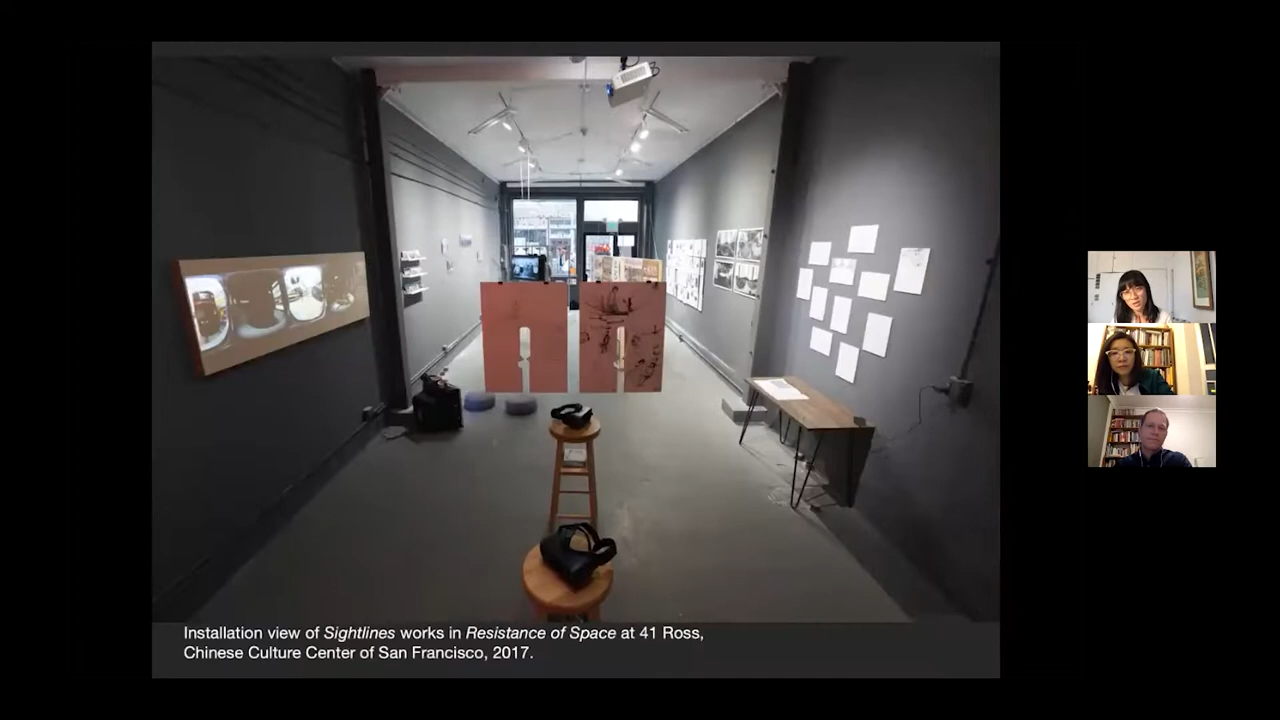 Installation view of Sightlines works in Resistance of Space at 41 Ross,
Chinese Culture Center of San Francisco, 2017.